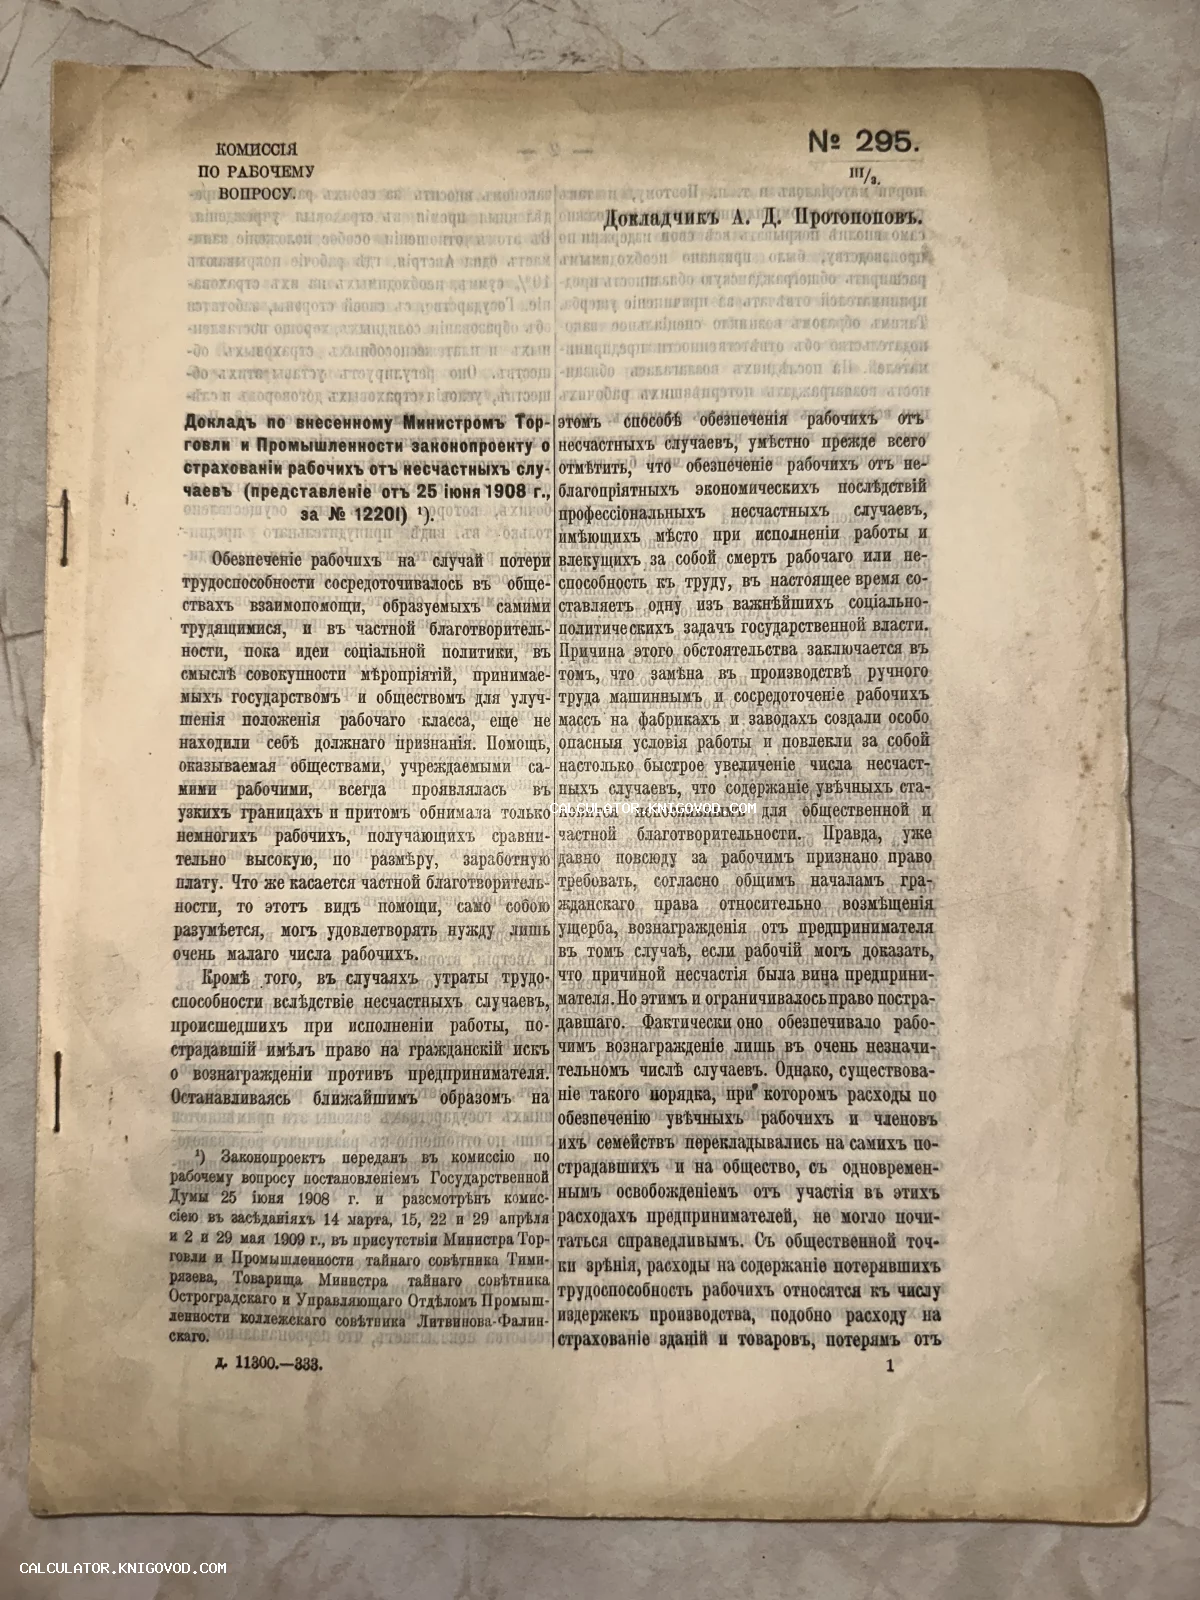 КОМИССІЯ
ПО РАБОЧЕМУ
ВОПРОСУ.
№ 295.
III/3.
Докладчикъ А. Д. Протопоповъ.
Докладъ по внесенному Министромъ Тор-
говли и Промышленности законопроекту о
страхованіи рабочихъ отъ несчастныхъ слу-
чаевъ (представленіе отъ 25 іюня 1908 г.,
за № 12201) ¹).
Обезпеченіе рабочихъ на случай потери
трудоспособности сосредоточивалось въ обще-
ствахъ взаимопомощи, образуемыхъ самими
трудящимися, и въ частной благотворитель-
ности, пока идеи соціальной политики, въ
смыслѣ совокупности мѣропріятій, принимае-
мыхъ государствомъ и обществомъ для улуч-
шенія положенія рабочаго класса, еще не
находили себѣ должнаго признанія. Помощь,
оказываемая обществами, учреждаемыми са-
мими рабочими, всегда проявлялась въ
узкихъ границахъ и притомъ обнимала только
немногихъ рабочихъ, получающихъ сравни-
тельно высокую, по размѣру, заработную
плату. Что же касается частной благотворитель-
ности, то этотъ видъ помощи, само собою
разумѣется, могъ удовлетворять нужду лишь
очень малаго числа рабочихъ.
Кромѣ того, въ случаяхъ утраты трудо-
способности вслѣдствіе несчастныхъ случаевъ,
происшедшихъ при исполненіи работы, по-
страдавшій имѣлъ право на гражданскій искъ
о вознагражденіи противъ предпринимателя.
Останавливаясь ближайшимъ образомъ на
¹) Законопроектъ переданъ въ комиссію по
рабочему вопросу постановленіемъ Государственной
Думы 25 іюня 1908 г. и разсмотрѣнъ комис-
сіею въ засѣданіяхъ 14 марта, 15, 22 и 29 апрѣля
и 2 и 29 мая 1909 г., въ присутствіи Министра Тор-
говли и Промышленности тайнаго совѣтника Тими-
рязева, Товарища Министра тайнаго совѣтника
Остроградскаго и Управляющаго Отдѣломъ Промыш-
ленности коллежскаго совѣтника Литвинова-Фалин-
скаго.
Д. 11300.—333.
этомъ способѣ обезпеченія рабочихъ отъ
несчастныхъ случаевъ, умѣстно прежде всего
отмѣтить, что обезпеченіе рабочихъ отъ не-
благопріятныхъ экономическихъ послѣдствій
профессіональныхъ несчастныхъ случаевъ,
имѣющихъ мѣсто при исполненіи работы и
влекущихъ за собой смерть рабочаго или не-
способность къ труду, въ настоящее время со-
ставляетъ одну изъ важнѣйшихъ соціально-
политическихъ задачъ государственной власти.
Причина этого обстоятельства заключается въ
томъ, что замѣна въ производствѣ ручного
труда машиннымъ и сосредоточеніе рабочихъ
массъ на фабрикахъ и заводахъ создали особо
опасныя условія работы и повлекли за собой
настолько быстрое увеличеніе числа несчаст-
ныхъ случаевъ, что содержаніе увѣчныхъ ста-
новится для общественной и
частной благотворительности. Правда, уже
давно повсюду за рабочимъ признано право
требовать, согласно общимъ началамъ гра-
жданскаго права относительно возмѣщенія
ущерба, вознагражденія отъ предпринимателя
въ томъ случаѣ, если рабочій могъ доказать,
что причиной несчастія была вина предприни-
мателя. Но этимъ и ограничивалось право постра-
давшаго. Фактически оно обезпечивало рабо-
чимъ вознагражденіе лишь въ очень незначи-
тельномъ числѣ случаевъ. Однако, существова-
ніе такого порядка, при которомъ расходы по
обезпеченію увѣчныхъ рабочихъ и членовъ
ихъ семействъ перекладывались на самихъ по-
страдавшихъ и на общество, съ одновремен-
нымъ освобожденіемъ отъ участія въ этихъ
расходахъ предпринимателей, не могло почи-
таться справедливымъ. Съ общественной точ-
ки зрѣнія, расходы на содержаніе потерявшихъ
трудоспособность рабочихъ относятся къ числу
издержекъ производства, подобно расходу на
страхованіе зданій и товаровъ, потерямъ отъ
1
CALCULATOR.KNIGOVOD.COM
CALCULATOR.KNIGOVOD.COM